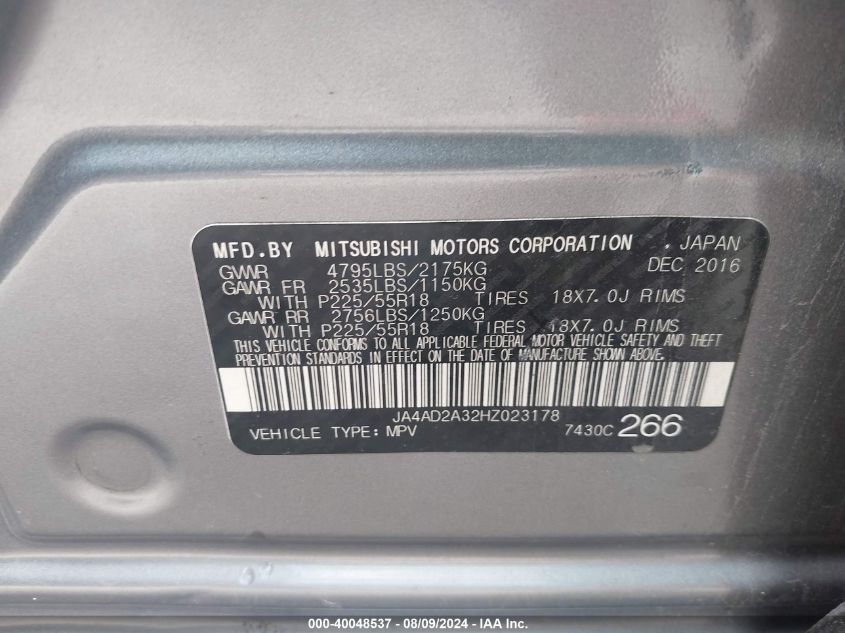 MFD.BY MITSUBISHI MOTORS CORPORATION , JAPAN
GVWR 4795LBS/2175KG DEC 2016
GAWR FR 2535LBS/1150KG
WITH P225/55R18 TIRES 18X7.0J RIMS
GAWR RR 2756LBS/1250KG
WITH P225/55R18 TIRES 18X7.0J RIMS
THIS VEHICLE CONFORMS TO ALL APPLICABLE FEDERAL MOTOR VEHICLE SAFETY AND THEFT
PREVENTION STANDARDS IN EFFECT ON THE DATE OF MANUFACTURE SHOWN ABOVE.
JA4AD2A32HZ023178
VEHICLE TYPE: MPV 7430C 266
000-40048537 - 08/09/2024 - IAA Inc.